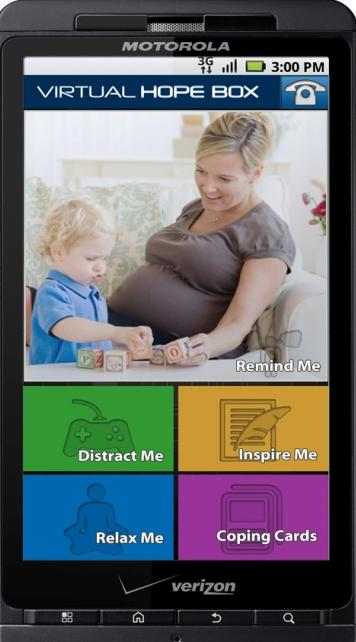 MOTOROLA
3G 3:00 PM
VIRTUAL HOPE BOX
P S O
Remind Me
Distract Me
Inspire Me
Relax Me
Coping Cards
verizon